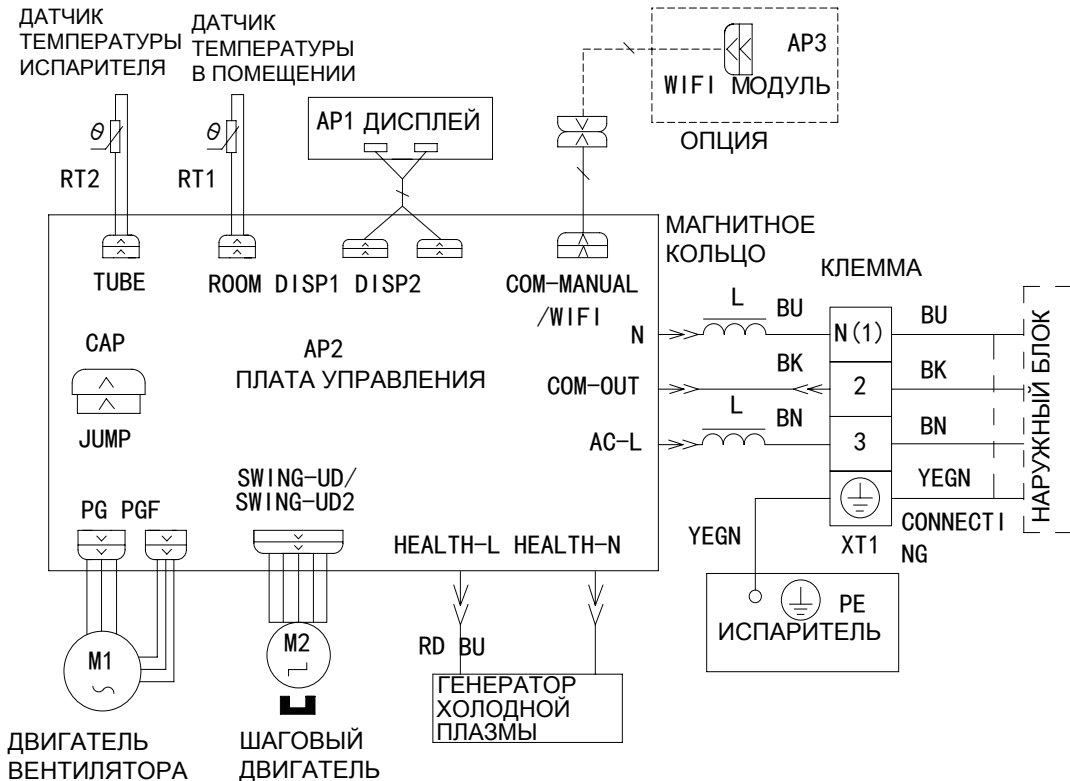 ДАТЧИК
ТЕМПЕРАТУРЫ
ИСПАРИТЕЛЯ
ДАТЧИК
ТЕМПЕРАТУРЫ
В ПОМЕЩЕНИИ
AP3
WIFI МОДУЛЬ
ОПЦИЯ
AP1 ДИСПЛЕЙ
θ
θ
RT2
RT1
МАГНИТНОЕ
КОЛЬЦО
КЛЕММА
TUBE
ROOM DISP1 DISP2
COM-MANUAL
/WIFI
CAP
JUMP
AP2
ПЛАТА УПРАВЛЕНИЯ
N
L
BU
N(1)
BU
COM-OUT
BK
2
BK
AC-L
L
BN
3
BN
YEGN
НАРУЖНЫЙ БЛОК
YEGN
XT1
CONNECTI
NG
PE
ИСПАРИТЕЛЬ
PG PGF
SWING-UD/
SWING-UD2
HEALTH-L HEALTH-N
M1
M2
RD BU
ГЕНЕРАТОР
ХОЛОДНОЙ
ПЛАЗМЫ
ДВИГАТЕЛЬ
ВЕНТИЛЯТОРА
ШАГОВЫЙ
ДВИГАТЕЛЬ